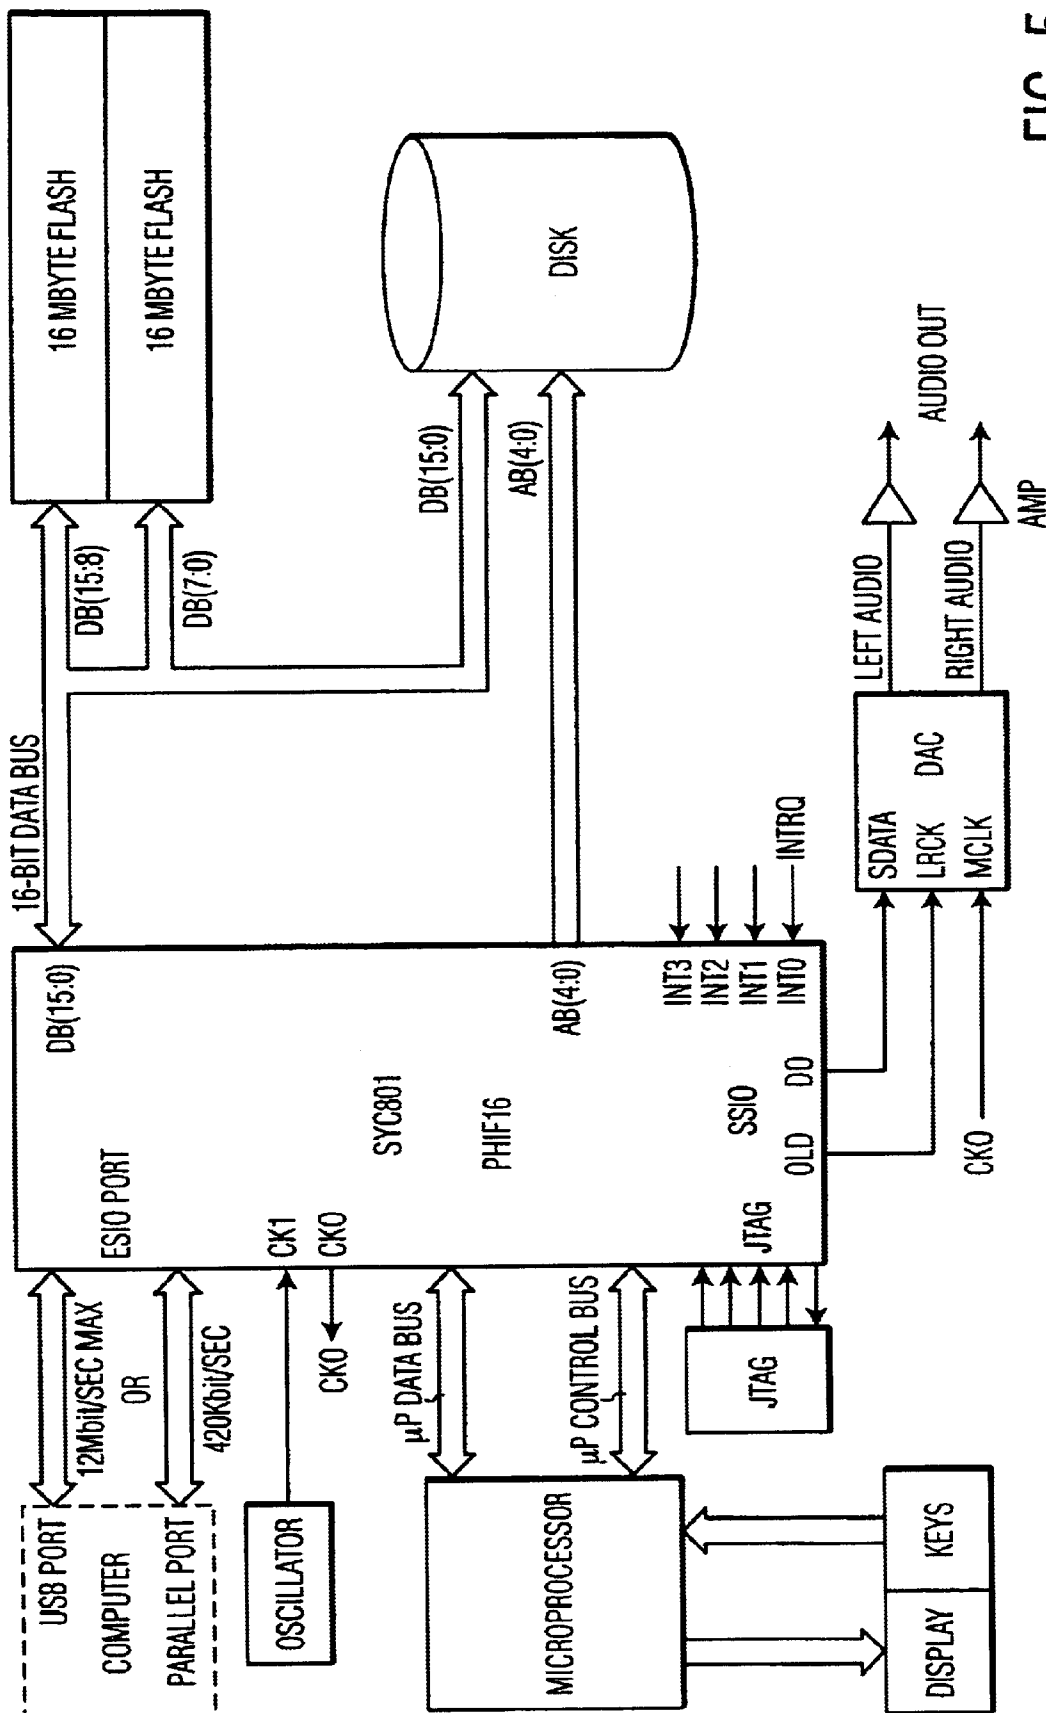 16 MBYTE FLASH
16 MBYTE FLASH
DISK
DB(15:8)
DB(7:0)
DB(15:0)
AB(4:0)
16-BIT DATA BUS
AUDIO OUT
AMP
LEFT AUDIO
RIGHT AUDIO
SDATA
LRCK
DAC
MCLK
INTRQ
CKO
DB(15:0)
AB(4:0)
INT3
INT2
INT1
INT0
SYC801
PHIF16
SSIO
DO
OLD
ESIO PORT
CK1
CKO
JTAG
12Mbit/SEC MAX
OR
420Kbit/SEC
CKO
µP DATA BUS
µP CONTROL BUS
JTAG
USB PORT
COMPUTER
PARALLEL PORT
OSCILLATOR
MICROPROCESSOR
DISPLAY
KEYS
FIG. 5